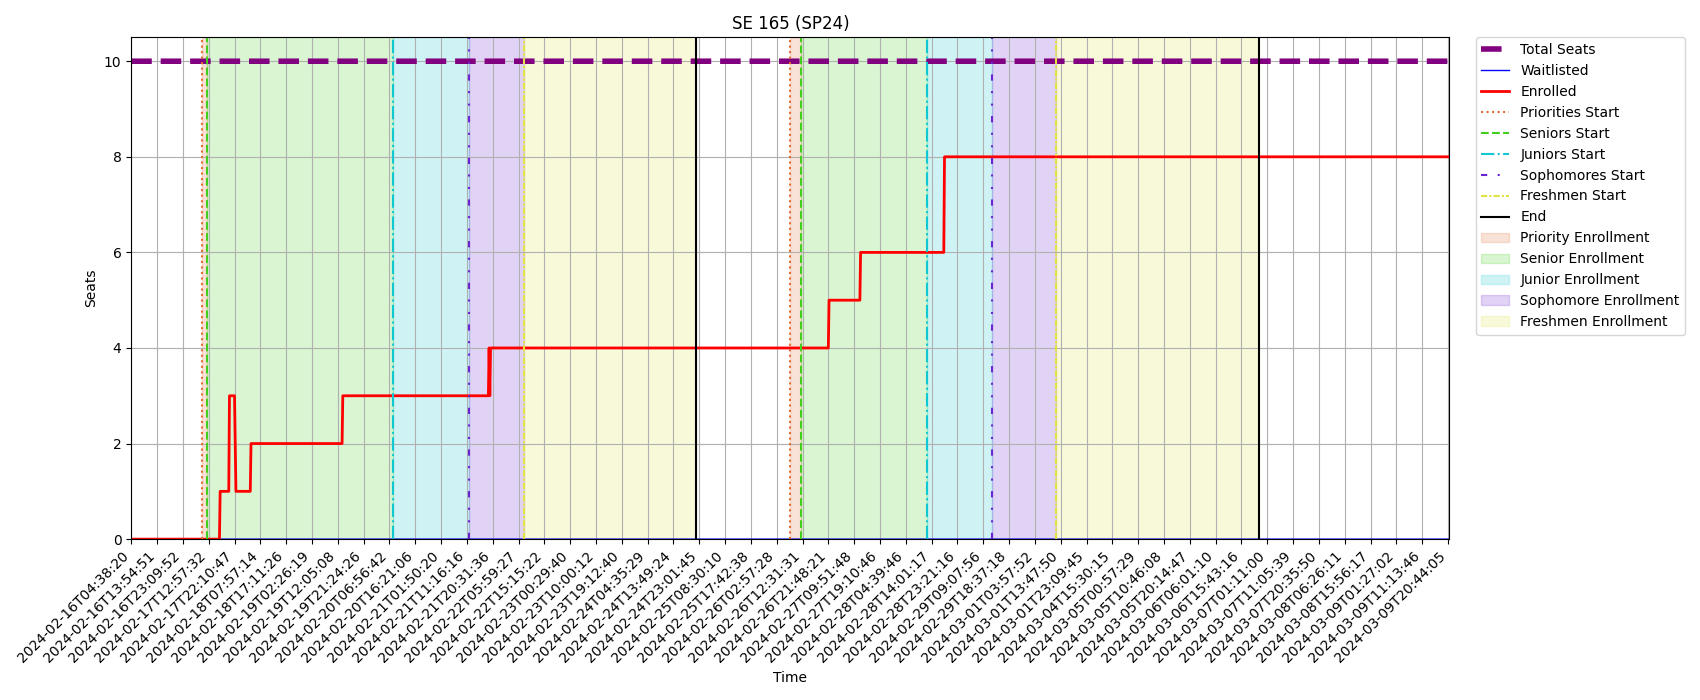 SE 165 (SP24)
Total Seats
Waitlisted
Enrolled
Priorities Start
Seniors Start
Juniors Start
Sophomores Start
Freshmen Start
End
Priority Enrollment
Senior Enrollment
Junior Enrollment
Sophomore Enrollment
Freshmen Enrollment
Seats
10
8
6
4
2
0
2024-02-16T04:38:20
2024-02-16T13:54:51
2024-02-16T23:09:52
2024-02-17T12:57:32
2024-02-17T22:10:47
2024-02-18T07:57:14
2024-02-18T17:11:26
2024-02-19T02:26:19
2024-02-19T12:05:08
2024-02-19T21:24:26
2024-02-20T06:56:42
2024-02-20T16:21:06
2024-02-21T01:50:20
2024-02-21T11:16:16
2024-02-21T20:31:36
2024-02-22T05:59:27
2024-02-22T15:15:22
2024-02-23T00:29:40
2024-02-23T10:00:12
2024-02-23T19:12:40
2024-02-24T04:35:29
2024-02-24T13:49:24
2024-02-24T23:01:45
2024-02-25T08:30:10
2024-02-25T17:42:38
2024-02-26T02:57:28
2024-02-26T12:31:31
2024-02-26T21:48:21
2024-02-27T09:51:48
2024-02-27T19:10:46
2024-02-28T04:39:46
2024-02-28T14:01:17
2024-02-28T23:21:16
2024-02-29T09:07:56
2024-02-29T18:37:18
2024-03-01T03:57:52
2024-03-01T13:47:50
2024-03-01T23:09:45
2024-03-04T15:30:15
2024-03-05T00:57:29
2024-03-05T10:46:08
2024-03-05T20:14:47
2024-03-06T06:01:10
2024-03-06T15:43:16
2024-03-07T01:11:00
2024-03-07T11:05:39
2024-03-07T20:35:50
2024-03-08T06:26:11
2024-03-08T15:56:17
2024-03-09T01:27:02
2024-03-09T11:13:46
2024-03-09T20:44:05
Time